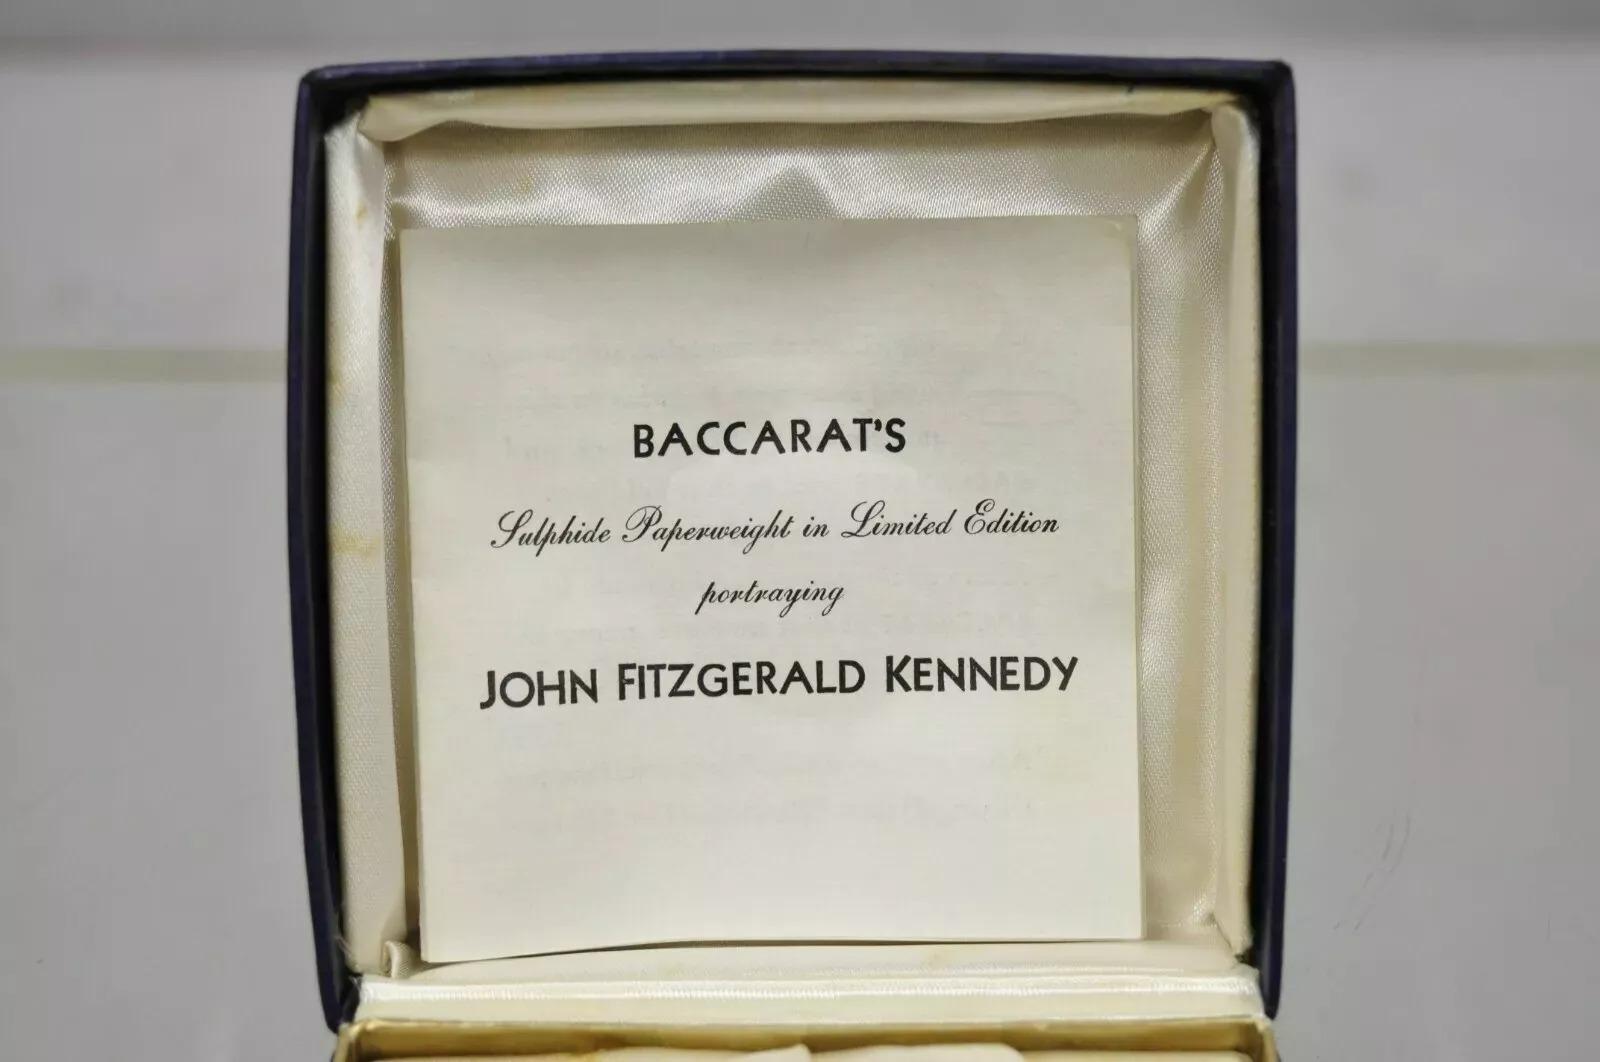 BACCARAT'S
Sulphide Paperweight in Limited Edition
portraying
JOHN FITZGERALD KENNEDY